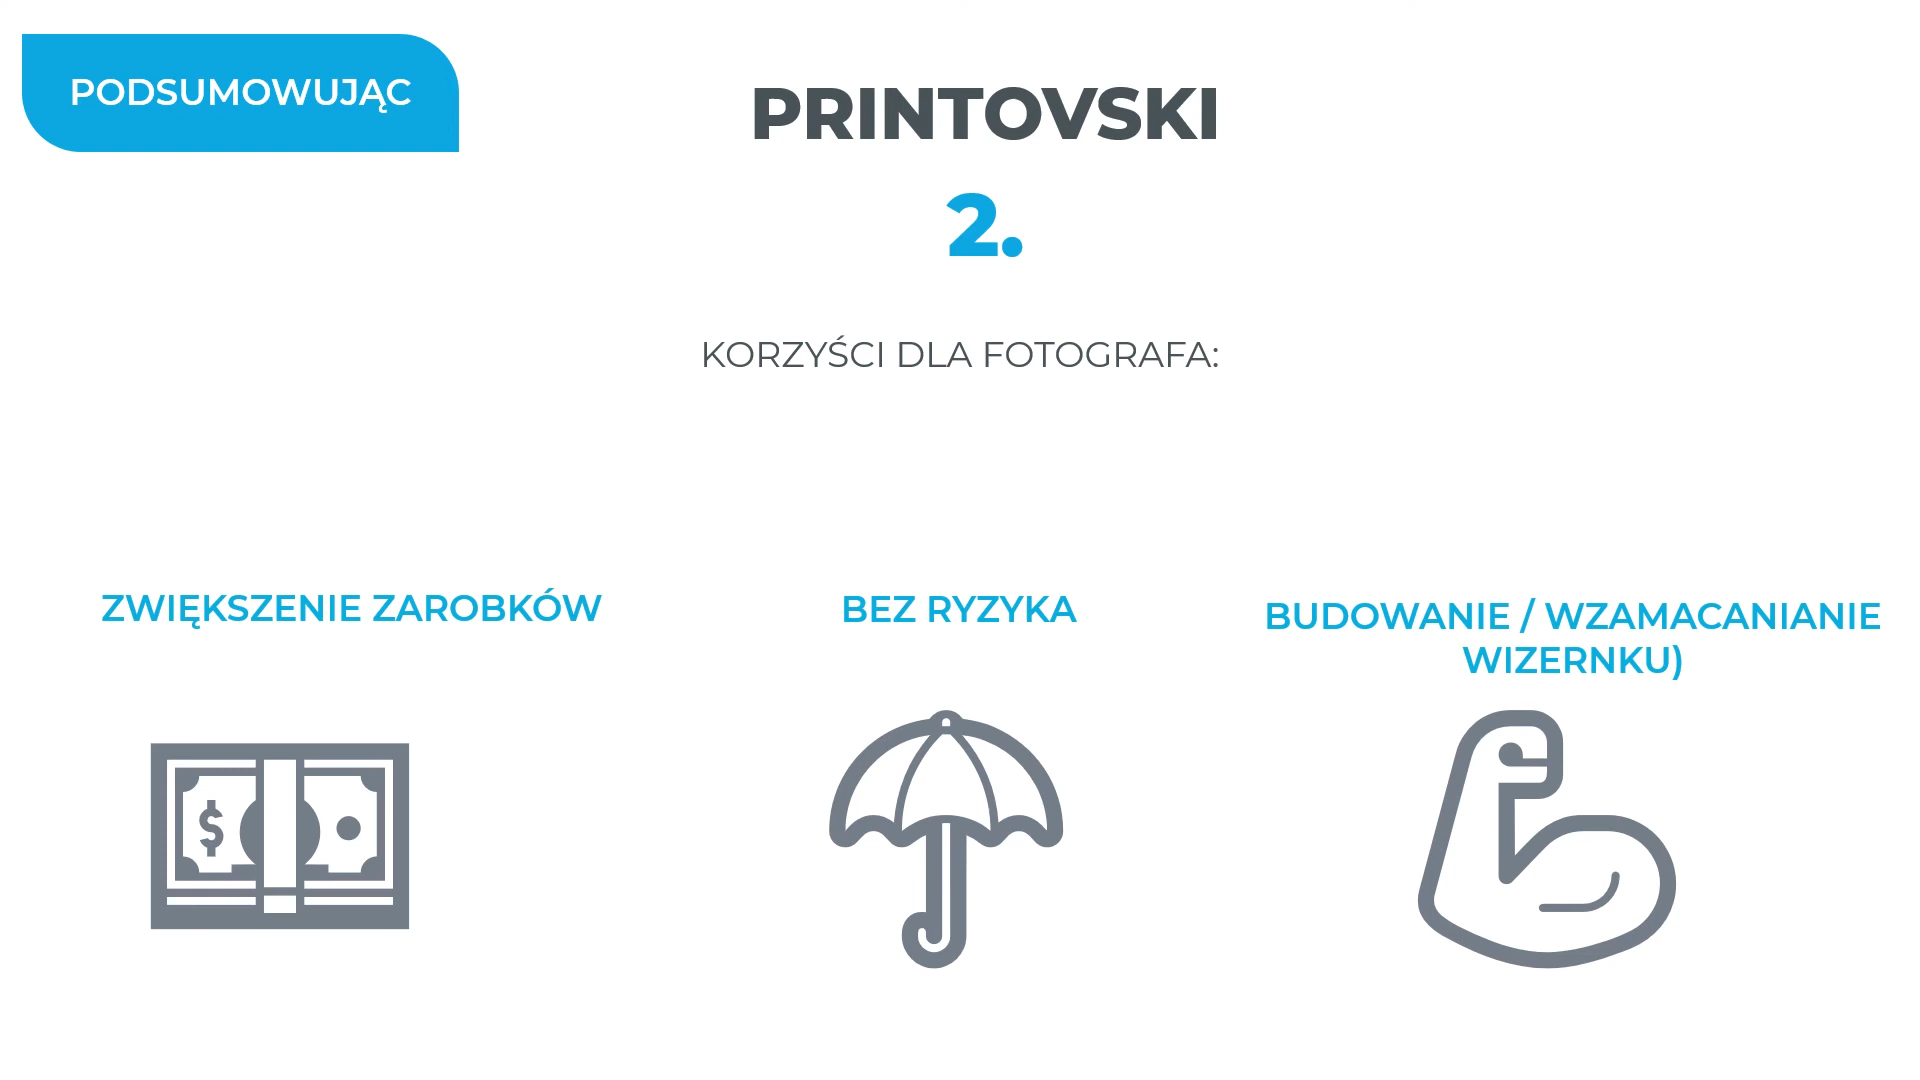 PODSUMOWUJĄC
PRINTOVSKI
2.
KORZYŚCI DLA FOTOGRAFA:
ZWIĘKSZENIE ZAROBKÓW
BEZ RYZYKA
BUDOWANIE / WZAMACANIANIE
WIZERNKU)
$